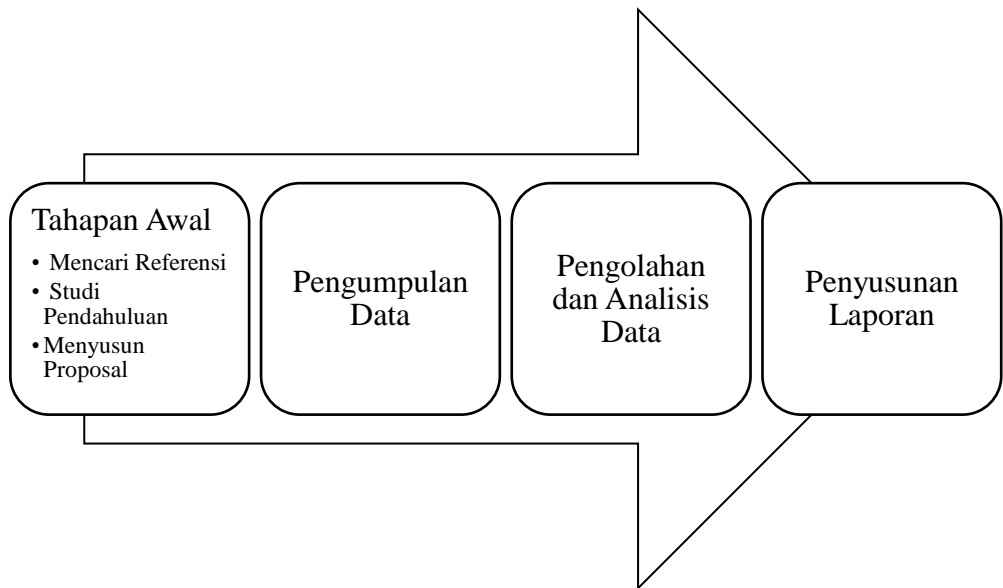 Tahapan Awal
• Mencari Referensi
• Studi
Pendahuluan
•Menyusun
Proposal
Pengumpulan
Data
Pengolahan
dan Analisis
Data
Penyusunan
Laporan